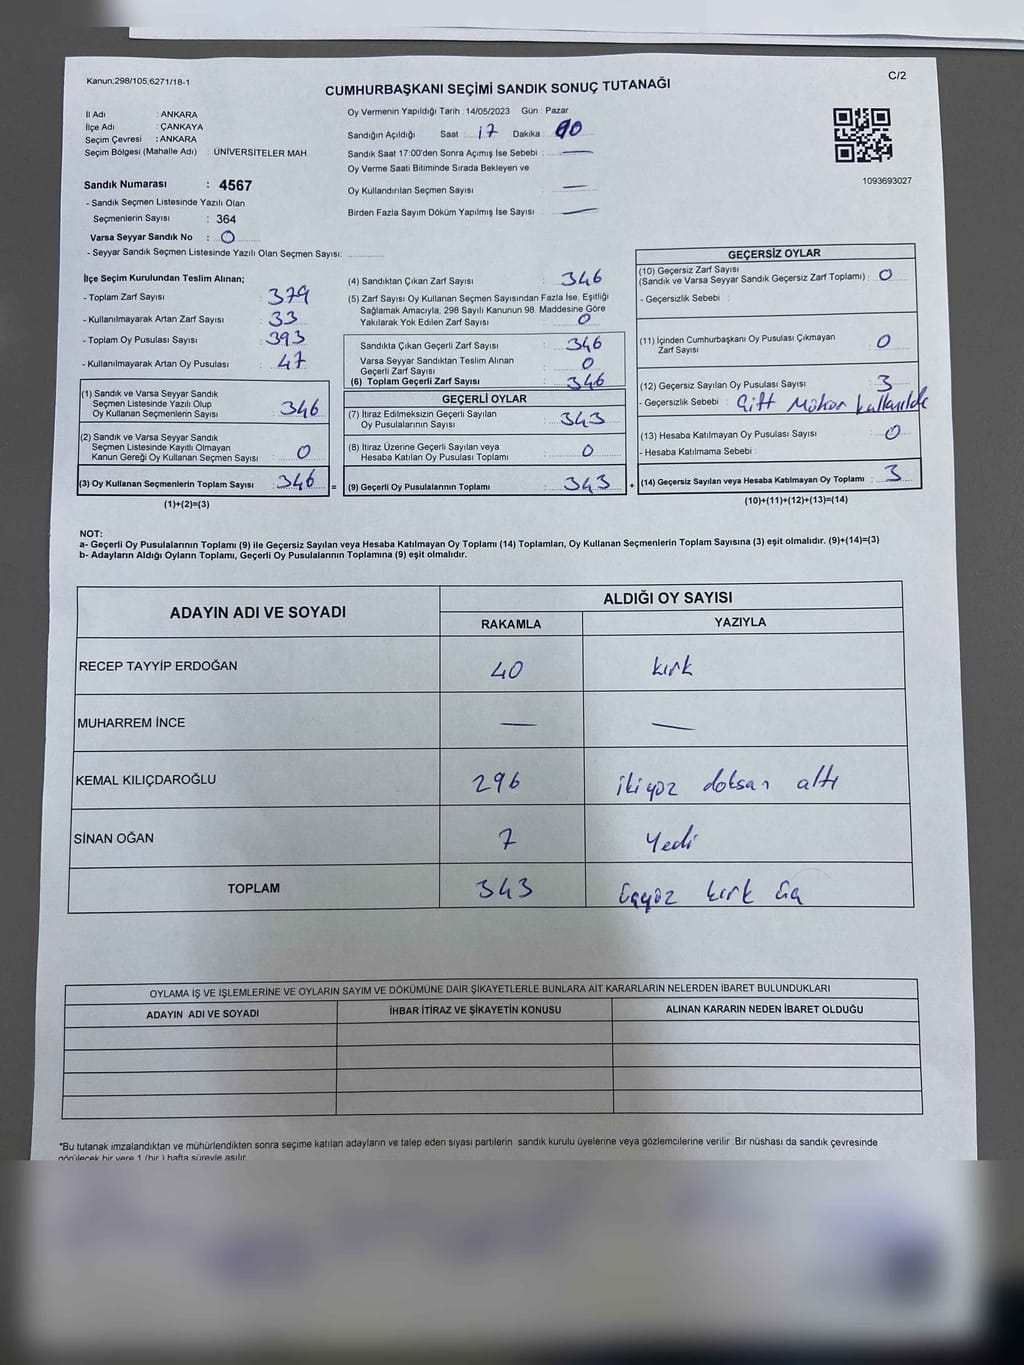 Kanun;298/105,6271/18-1
C/2
CUMHURBAŞKANI SEÇİMİ SANDIK SONUÇ TUTANAĞI
İl Adı : ANKARA
İlçe Adı : ÇANKAYA
Seçim Çevresi : ANKARA
Seçim Bölgesi (Mahalle Adı) : ÜNİVERSİTELER MAH.
Sandık Numarası : 4567
- Sandık Seçmen Listesinde Yazılı Olan
Seçmenlerin Sayısı : 364
Varsa Seyyar Sandık No : 0
- Seyyar Sandık Seçmen Listesinde Yazılı Olan Seçmen Sayısı:
Oy Vermenin Yapıldığı Tarih :14/05/2023 Gün : Pazar
Sandığın Açıldığı Saat : 17 Dakika :
Sandık Saat 17:00'den Sonra Açımış İse Sebebi : —
Oy Verme Saati Bitiminde Sırada Bekleyen ve
Oy Kullandırılan Seçmen Sayısı : —
Birden Fazla Sayım Döküm Yapılmış İse Sayısı : —
1093693027
İlçe Seçim Kurulundan Teslim Alınan;
- Toplam Zarf Sayısı : 379
- Kullanılmayarak Artan Zarf Sayısı : 33
- Toplam Oy Pusulası Sayısı : 393
- Kullanılmayarak Artan Oy Pusulası : 47
(1) Sandık ve Varsa Seyyar Sandık
Seçmen Listesinde Yazılı Olup
Oy Kullanan Seçmenlerin Sayısı : 346
(2) Sandık ve Varsa Seyyar Sandık
Seçmen Listesinde Kayıtlı Olmayan
Kanun Gereği Oy Kullanan Seçmen Sayısı : 0
(3) Oy Kullanan Seçmenlerin Toplam Sayısı : 346 =
(1)+(2)=(3)
(4) Sandıktan Çıkan Zarf Sayısı : 346
(5) Zarf Sayısı Oy Kullanan Seçmen Sayısından Fazla İse, Eşitliği
Sağlamak Amacıyla, 298 Sayılı Kanunun 98. Maddesine Göre
Yakılarak Yok Edilen Zarf Sayısı : 0
Sandıkta Çıkan Geçerli Zarf Sayısı : 346
Varsa Seyyar Sandıktan Teslim Alınan
Geçerli Zarf Sayısı : 0
(6) Toplam Geçerli Zarf Sayısı : 346
GEÇERLİ OYLAR
(7) İtiraz Edilmeksizin Geçerli Sayılan
Oy Pusulalarının Sayısı : 343
(8) İtiraz Üzerine Geçerli Sayılan veya
Hesaba Katılan Oy Pusulası Toplamı : 0
(9) Geçerli Oy Pusulalarının Toplamı : 343 +
GEÇERSİZ OYLAR
(10) Geçersiz Zarf Sayısı
(Sandık ve Varsa Seyyar Sandık Geçersiz Zarf Toplamı) : 0
- Geçersizlik Sebebi :
(11) İçinden Cumhurbaşkanı Oy Pusulası Çıkmayan
Zarf Sayısı : 0
(12) Geçersiz Sayılan Oy Pusulası Sayısı : 3
- Geçersizlik Sebebi : Çift Mühür kullanıldı
(13) Hesaba Katılmayan Oy Pusulası Sayısı : 0
- Hesaba Katılmama Sebebi :
(14) Geçersiz Sayılan veya Hesaba Katılmayan Oy Toplamı : 3
(10)+(11)+(12)+(13)=(14)
NOT:
a- Geçerli Oy Pusulalarının Toplamı (9) ile Geçersiz Sayılan veya Hesaba Katılmayan Oy Toplamı (14) Toplamları, Oy Kullanan Seçmenlerin Toplam Sayısına (3) eşit olmalıdır. (9)+(14)=(3)
b- Adayların Aldığı Oyların Toplamı, Geçerli Oy Pusulalarının Toplamına (9) eşit olmalıdır.
ADAYIN ADI VE SOYADI
ALDIĞI OY SAYISI
RAKAMLA YAZIYLA
RECEP TAYYİP ERDOĞAN 40 kırk
MUHARREM İNCE — —
KEMAL KILIÇDAROĞLU 296 ikiyüz doksan altı
SİNAN OĞAN 7 Yedi
TOPLAM 343 üçyüz kırk üç
OYLAMA İŞ VE İŞLEMLERİNE VE OYLARIN SAYIM VE DÖKÜMÜNE DAİR ŞİKAYETLERLE BUNLARA AİT KARARLARIN NELERDEN İBARET BULUNDUKLARI
ADAYIN ADI VE SOYADI İHBAR İTİRAZ VE ŞİKAYETİN KONUSU ALINAN KARARIN NEDEN İBARET OLDUĞU
*Bu tutanak imzalandıktan ve mühürlendikten sonra seçime katılan adayların ve talep eden siyasi partilerin sandık kurulu üyelerine veya gözlemcilerine verilir. Bir nüshası da sandık çevresinde
görülecek bir yere 1 (bir ) hafta süreyle asılır.